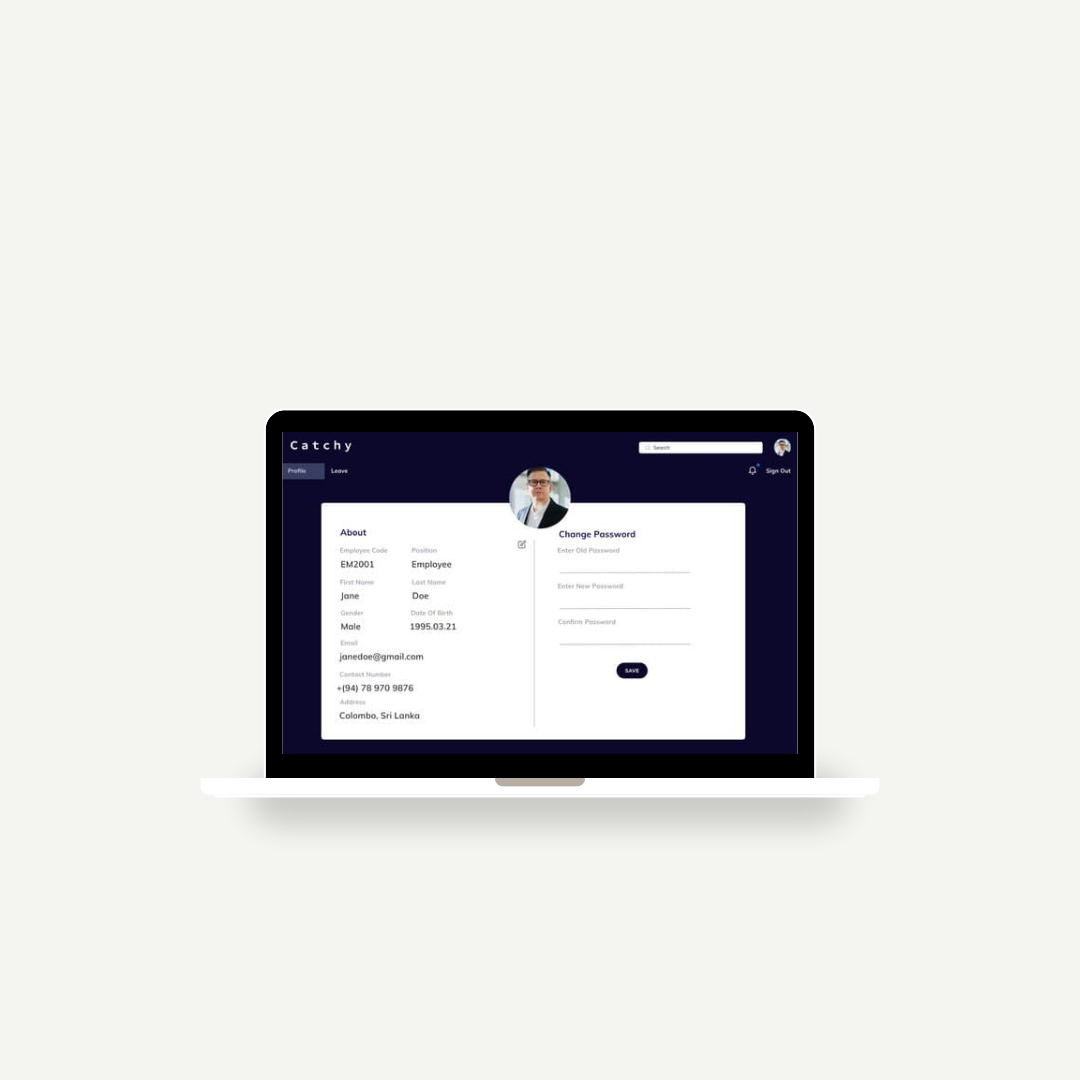 Catchy
Search
Profile Leave
Sign Out
About
Employee Code Position
EM2001 Employee
First Name Last Name
Jane Doe
Gender Date Of Birth
Male 1995.03.21
Email
janedoe@gmail.com
Contact Number
+(94) 78 970 9876
Address
Colombo, Sri Lanka
Change Password
Enter Old Password
Enter New Password
Confirm Password
SAVE